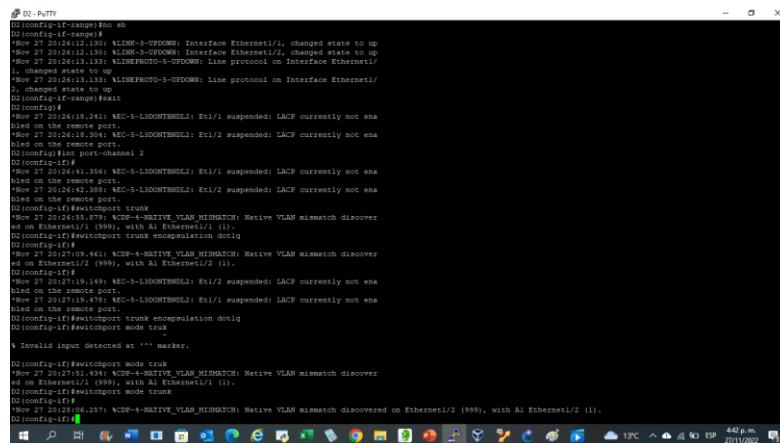 D2 - PuTTY
D2(config-if-range)#no sh
D2(config-if-range)#
*Nov 27 20:26:12.130: %LINK-3-UPDOWN: Interface Ethernet1/1, changed state to up
*Nov 27 20:26:12.130: %LINK-3-UPDOWN: Interface Ethernet1/2, changed state to up
*Nov 27 20:26:13.133: %LINEPROTO-5-UPDOWN: Line protocol on Interface Ethernet1/
1, changed state to up
*Nov 27 20:26:13.133: %LINEPROTO-5-UPDOWN: Line protocol on Interface Ethernet1/
2, changed state to up
D2(config-if-range)#exit
D2(config)#
*Nov 27 20:26:18.241: %EC-5-L3DONTBNDL2: Et1/1 suspended: LACP currently not ena
bled on the remote port.
*Nov 27 20:26:18.304: %EC-5-L3DONTBNDL2: Et1/2 suspended: LACP currently not ena
bled on the remote port.
D2(config)#int port-channel 2
D2(config-if)#
*Nov 27 20:26:41.356: %EC-5-L3DONTBNDL2: Et1/1 suspended: LACP currently not ena
bled on the remote port.
*Nov 27 20:26:42.388: %EC-5-L3DONTBNDL2: Et1/2 suspended: LACP currently not ena
bled on the remote port.
D2(config-if)#switchport trunk
*Nov 27 20:26:55.879: %CDP-4-NATIVE_VLAN_MISMATCH: Native VLAN mismatch discover
ed on Ethernet1/1 (999), with A1 Ethernet1/1 (1).
D2(config-if)#switchport trunk encapsulation dot1q
D2(config-if)#
*Nov 27 20:27:09.461: %CDP-4-NATIVE_VLAN_MISMATCH: Native VLAN mismatch discover
ed on Ethernet1/2 (999), with A1 Ethernet1/2 (1).
D2(config-if)#
*Nov 27 20:27:19.149: %EC-5-L3DONTBNDL2: Et1/2 suspended: LACP currently not ena
bled on the remote port.
*Nov 27 20:27:19.478: %EC-5-L3DONTBNDL2: Et1/1 suspended: LACP currently not ena
bled on the remote port.
D2(config-if)#switchport trunk encapsulation dot1q
D2(config-if)#switchport mode truk
^
% Invalid input detected at '^' marker.
D2(config-if)#switchport mode truk
*Nov 27 20:27:51.434: %CDP-4-NATIVE_VLAN_MISMATCH: Native VLAN mismatch discover
ed on Ethernet1/1 (999), with A1 Ethernet1/1 (1).
D2(config-if)#switchport mode trunk
D2(config-if)#
*Nov 27 20:28:06.257: %CDP-4-NATIVE_VLAN_MISMATCH: Native VLAN mismatch discovered on Ethernet1/2 (999), with A1 Ethernet1/2 (1).
D2(config-if)#
13°C ESP 4:42 p. m.
27/11/2022